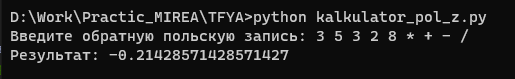 D:\Work\Practic_MIREA\TFYA>python kalkulator_pol_z.py
Введите обратную польскую запись: 3 5 3 2 8 * + - /
Результат: -0.21428571428571427